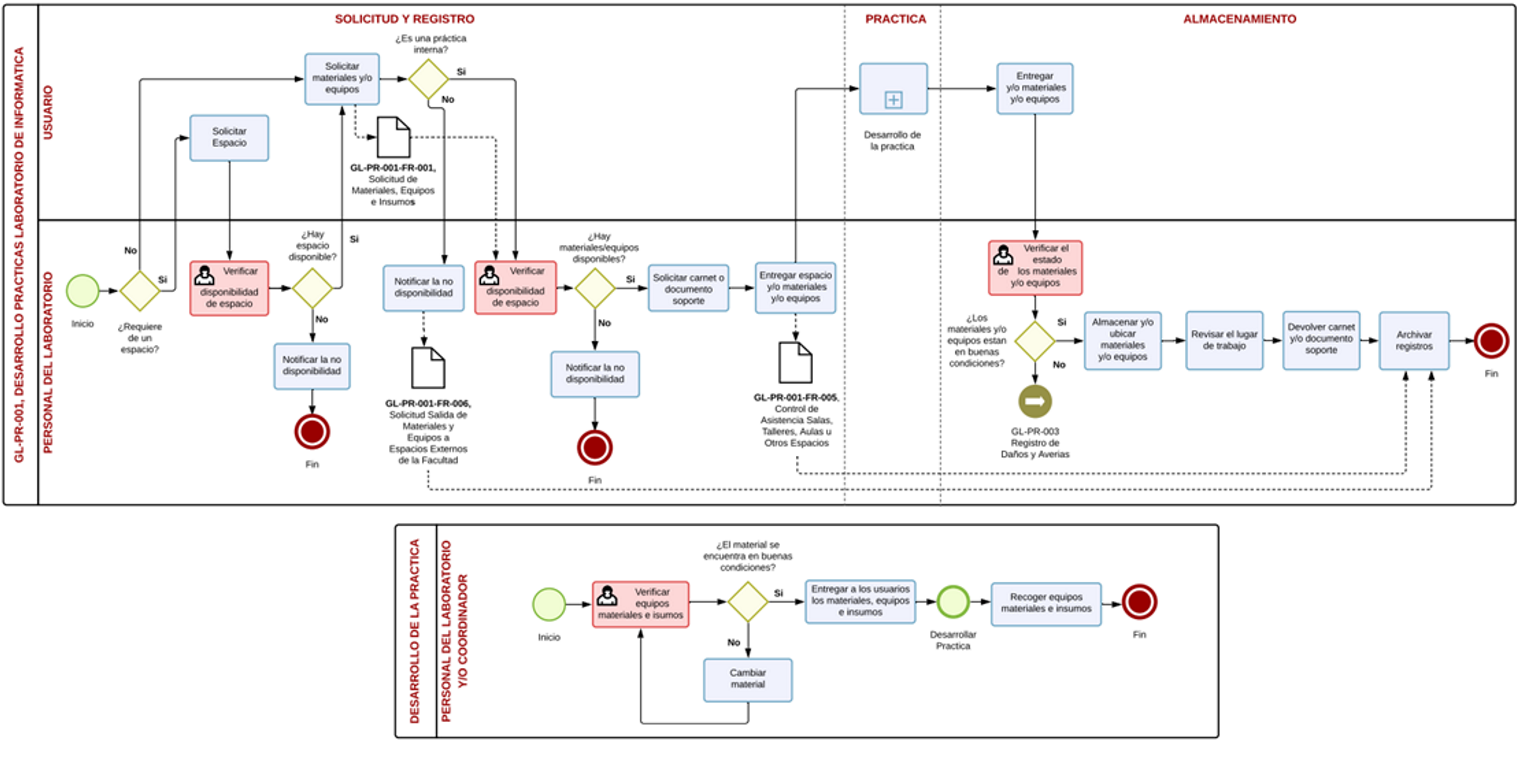 GL-PR-001, DESARROLLO PRACTICAS LABORATORIO DE INFORMATICA
USUARIO
PERSONAL DEL LABORATORIO
SOLICITUD Y REGISTRO
PRACTICA
ALMACENAMIENTO
¿Es una práctica
interna?
Solicitar
materiales y/o
equipos
Si
No
Solicitar
Espacio
GL-PR-001-FR-001,
Solicitud de
Materiales, Equipos
e Insumos
Desarrollo de
la practica
Entregar
y/o materiales
y/o equipos
Inicio
No
Si
¿Requiere
de un
espacio?
Verificar
disponibilidad
de espacio
¿Hay
espacio
disponible?
Si
No
Notificar la no
disponibilidad
Fin
Notificar la no
disponibilidad
GL-PR-001-FR-006,
Solicitud Salida de
Materiales y
Equipos a
Espacios Externos
de la Facultad
Verificar
disponibilidad
de espacio
¿Hay
materiales/equipos
disponibles?
Si
No
Notificar la no
disponibilidad
Fin
Solicitar carnet o
documento
soporte
Entregar espacio
y/o materiales
y/o equipos
GL-PR-001-FR-005,
Control de
Asistencia Salas,
Talleres, Aulas u
Otros Espacios
Verificar el
estado
de los materiales
y/o equipos
¿Los
materiales y/o
equipos estan
en buenas
condiciones?
Si
No
GL-PR-003
Registro de
Daños y Averias
Almacenar y/o
ubicar
materiales
y/o equipos
Revisar el lugar
de trabajo
Devolver carnet
y/o documento
soporte
Archivar
registros
Fin
DESARROLLO DE LA PRACTICA
PERSONAL DEL LABORATORIO
Y/O COORDINADOR
Inicio
Verificar
equipos
materiales e isumos
¿El material se
encuentra en buenas
condiciones?
Si
No
Cambiar
material
Entregar a los usuarios
los materiales, equipos
e insumos
Desarrollar
Practica
Recoger equipos
materiales e insumos
Fin